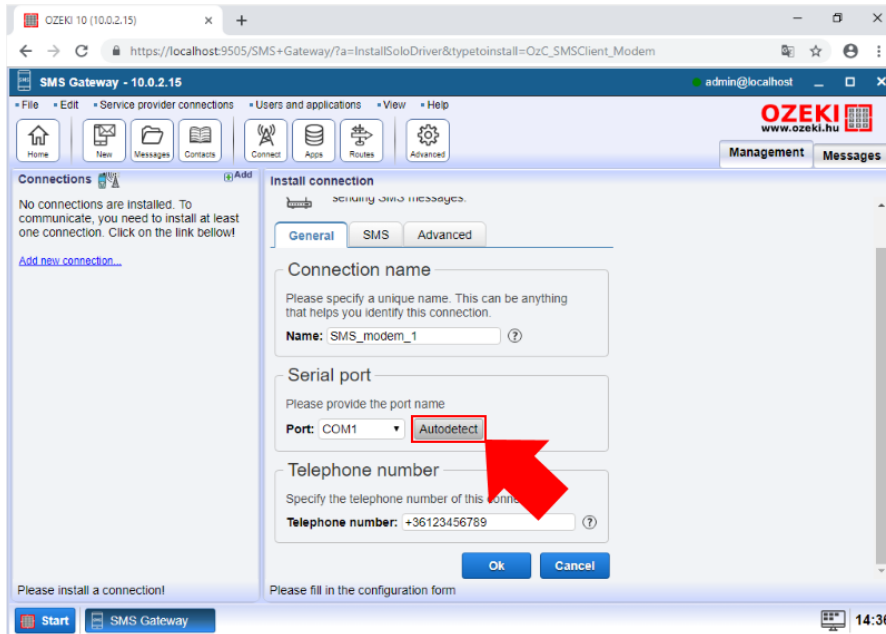 OZEKI 10 (10.0.2.15)
https://localhost:9505/SMS+Gateway/?a=InstallSoloDriver&typetoinstall=OzC_SMSClient_Modem
SMS Gateway - 10.0.2.15
admin@localhost
File Edit Service provider connections Users and applications View Help
OZEKI
www.ozeki.hu
Home New Messages Contacts Connect Apps Routes Advanced
Management Messages
Connections Add
No connections are installed. To
communicate, you need to install at least
one connection. Click on the link bellow!
Add new connection...
Install connection
sending SMS messages.
General SMS Advanced
Connection name
Please specify a unique name. This can be anything
that helps you identify this connection.
Name: SMS_modem_1 ?
Serial port
Please provide the port name
Port: COM1 Autodetect
Telephone number
Specify the telephone number of this
Telephone number: +36123456789 ?
Ok Cancel
Please install a connection!
Please fill in the configuration form
Start SMS Gateway